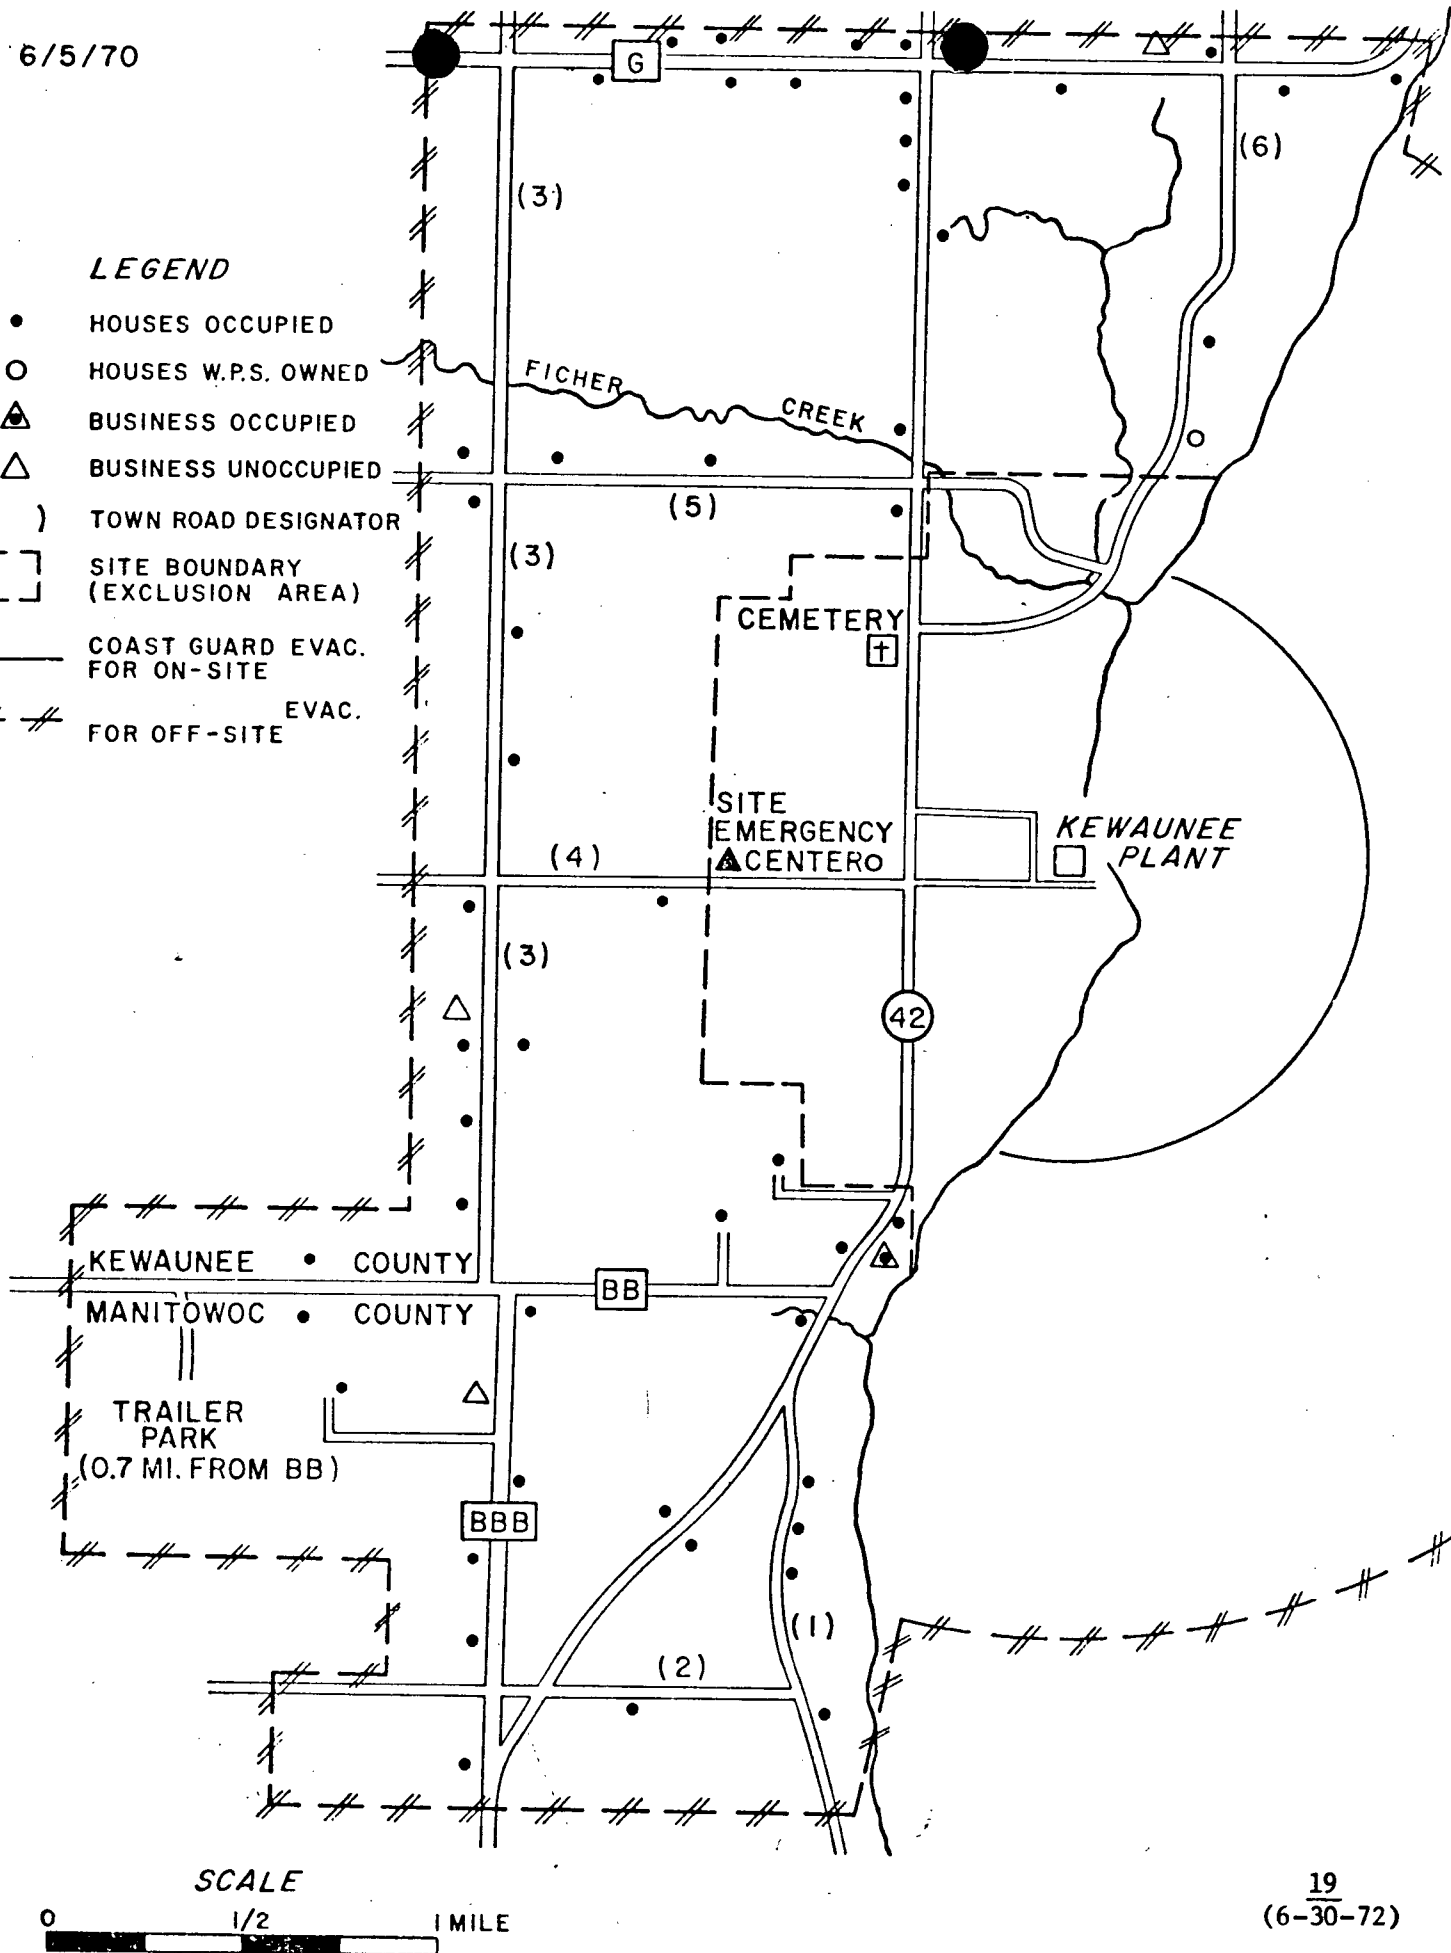 6/5/70
G
(6)
(3)
LEGEND
HOUSES OCCUPIED
HOUSES W.P.S. OWNED
BUSINESS OCCUPIED
BUSINESS UNOCCUPIED
) TOWN ROAD DESIGNATOR
SITE BOUNDARY
(EXCLUSION AREA)
COAST GUARD EVAC.
FOR ON-SITE
EVAC.
FOR OFF-SITE
FICHER CREEK
(5)
(3)
CEMETERY
SITE
EMERGENCY
CENTER
KEWAUNEE
PLANT
(4)
(3)
42
KEWAUNEE COUNTY
BB
MANITOWOC COUNTY
TRAILER
PARK
(0.7 MI. FROM BB)
BBB
(1)
(2)
SCALE
0 1/2 1 MILE
19
(6-30-72)